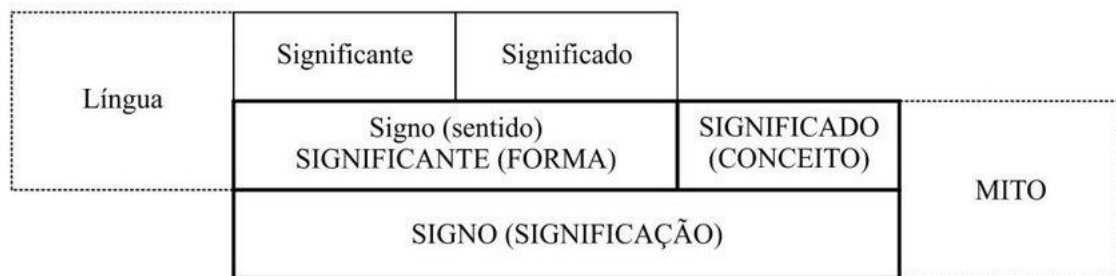 Língua
Significante
Significado
Signo (sentido)
SIGNIFICANTE (FORMA)
SIGNIFICADO
(CONCEITO)
MITO
SIGNO (SIGNIFICAÇÃO)